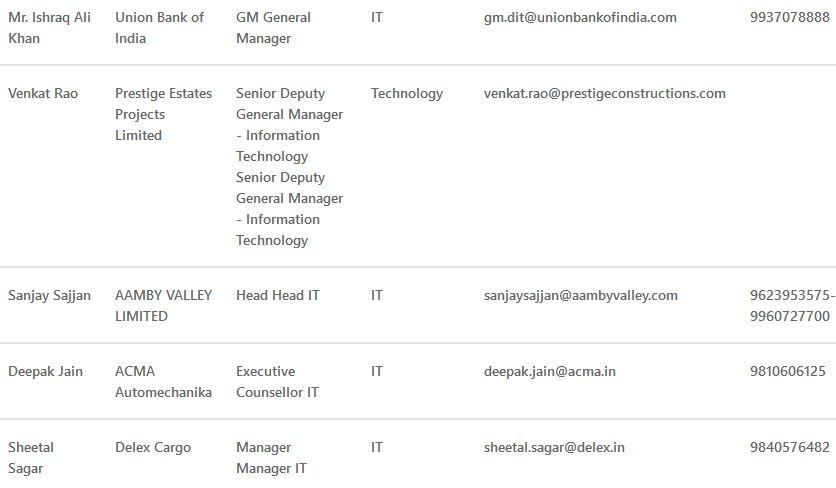 Mr. Ishraq Ali Union Bank of GM General IT gm.dit@unionbankofindia.com 9937078888
Khan India Manager
Venkat Rao Prestige Estates Senior Deputy Technology venkat.rao@prestigeconstructions.com
Projects General Manager
Limited - Information
Technology
Senior Deputy
General Manager
- Information
Technology
Sanjay Sajjan AAMBY VALLEY Head Head IT IT sanjaysajjan@aambyvalley.com 9623953575-
LIMITED 9960727700
Deepak Jain ACMA Executive IT deepak.jain@acma.in 9810606125
Automechanika Counsellor IT
Sheetal Delex Cargo Manager IT sheetal.sagar@delex.in 9840576482
Sagar Manager IT